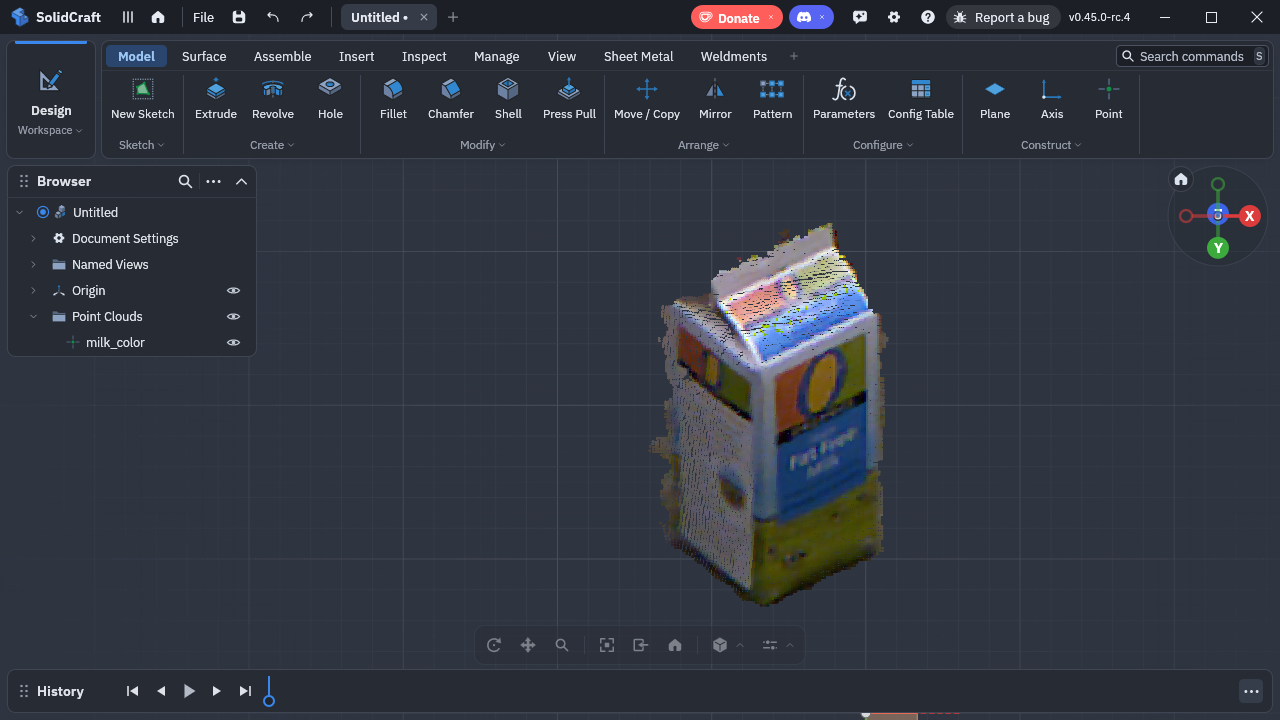 SolidCraft
File
Untitled •
Donate
Report a bug
v0.45.0-rc.4
Design
Workspace
Model
Surface
Assemble
Insert
Inspect
Manage
View
Sheet Metal
Weldments
Search commands
S
New Sketch
Extrude
Revolve
Hole
Fillet
Chamfer
Shell
Press Pull
Move / Copy
Mirror
Pattern
Parameters
Config Table
Plane
Axis
Point
Sketch
Create
Modify
Arrange
Configure
Construct
Browser
Untitled
Document Settings
Named Views
Origin
Point Clouds
milk_color
X
Y
Z
O
Fat Free
History